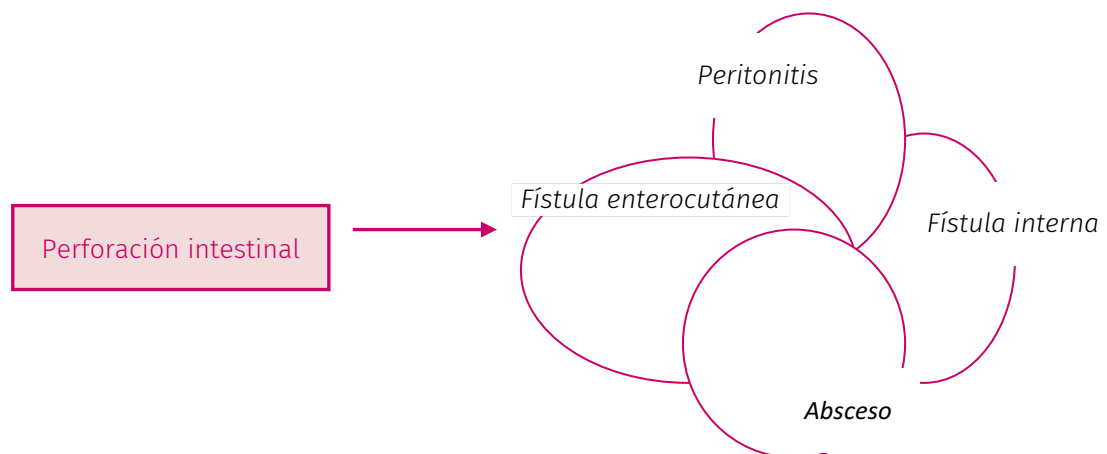 Peritonitis
Fístula enterocutánea
Perforación intestinal
Fístula interna
Absceso